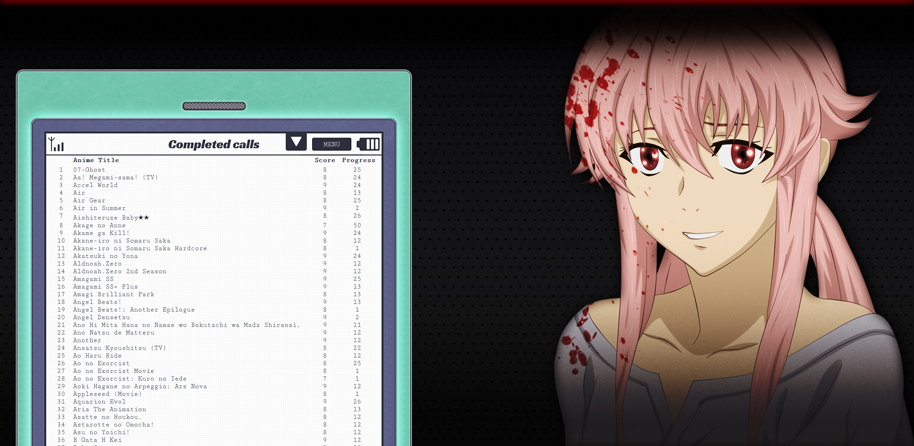 Completed calls
MENU
Anime Title Score Progress
1 07-Ghost 8 25
2 Aa! Megami-sama! (TV) 8 24
3 Accel World 9 24
4 Air 8 13
5 Air Gear 8 25
6 Air in Summer 9 2
7 Aishiteruze Baby★★ 8 26
8 Akage no Anne 7 50
9 Akame ga Kill! 9 24
10 Akane-iro ni Somaru Saka 8 12
11 Akane-iro ni Somaru Saka Hardcore 8 1
12 Akatsuki no Yona 9 24
13 Aldnoah.Zero 9 12
14 Aldnoah.Zero 2nd Season 9 12
15 Amagami SS 9 25
16 Amagami SS+ Plus 9 13
17 Amagi Brilliant Park 8 13
18 Angel Beats! 9 13
19 Angel Beats!: Another Epilogue 8 1
20 Angel Densetsu 9 2
21 Ano Hi Mita Hana no Namae wo Bokutachi wa Mada Shiranai. 9 11
22 Ano Natsu de Matteru 9 12
23 Another 9 12
24 Ansatsu Kyoushitsu (TV) 8 22
25 Ao Haru Ride 8 12
26 Ao no Exorcist 8 25
27 Ao no Exorcist Movie 8 1
28 Ao no Exorcist: Kuro no Iede 7 1
29 Aoki Hagane no Arpeggio: Ars Nova 9 12
30 Appleseed (Movie) 8 1
31 Aquarion Evol 9 26
32 Aria The Animation 8 13
33 Asatte no Houkou. 8 12
34 Astarotte no Omocha! 8 12
35 Asu no Yoichi! 8 12
36 B Gata H Kei 9 12